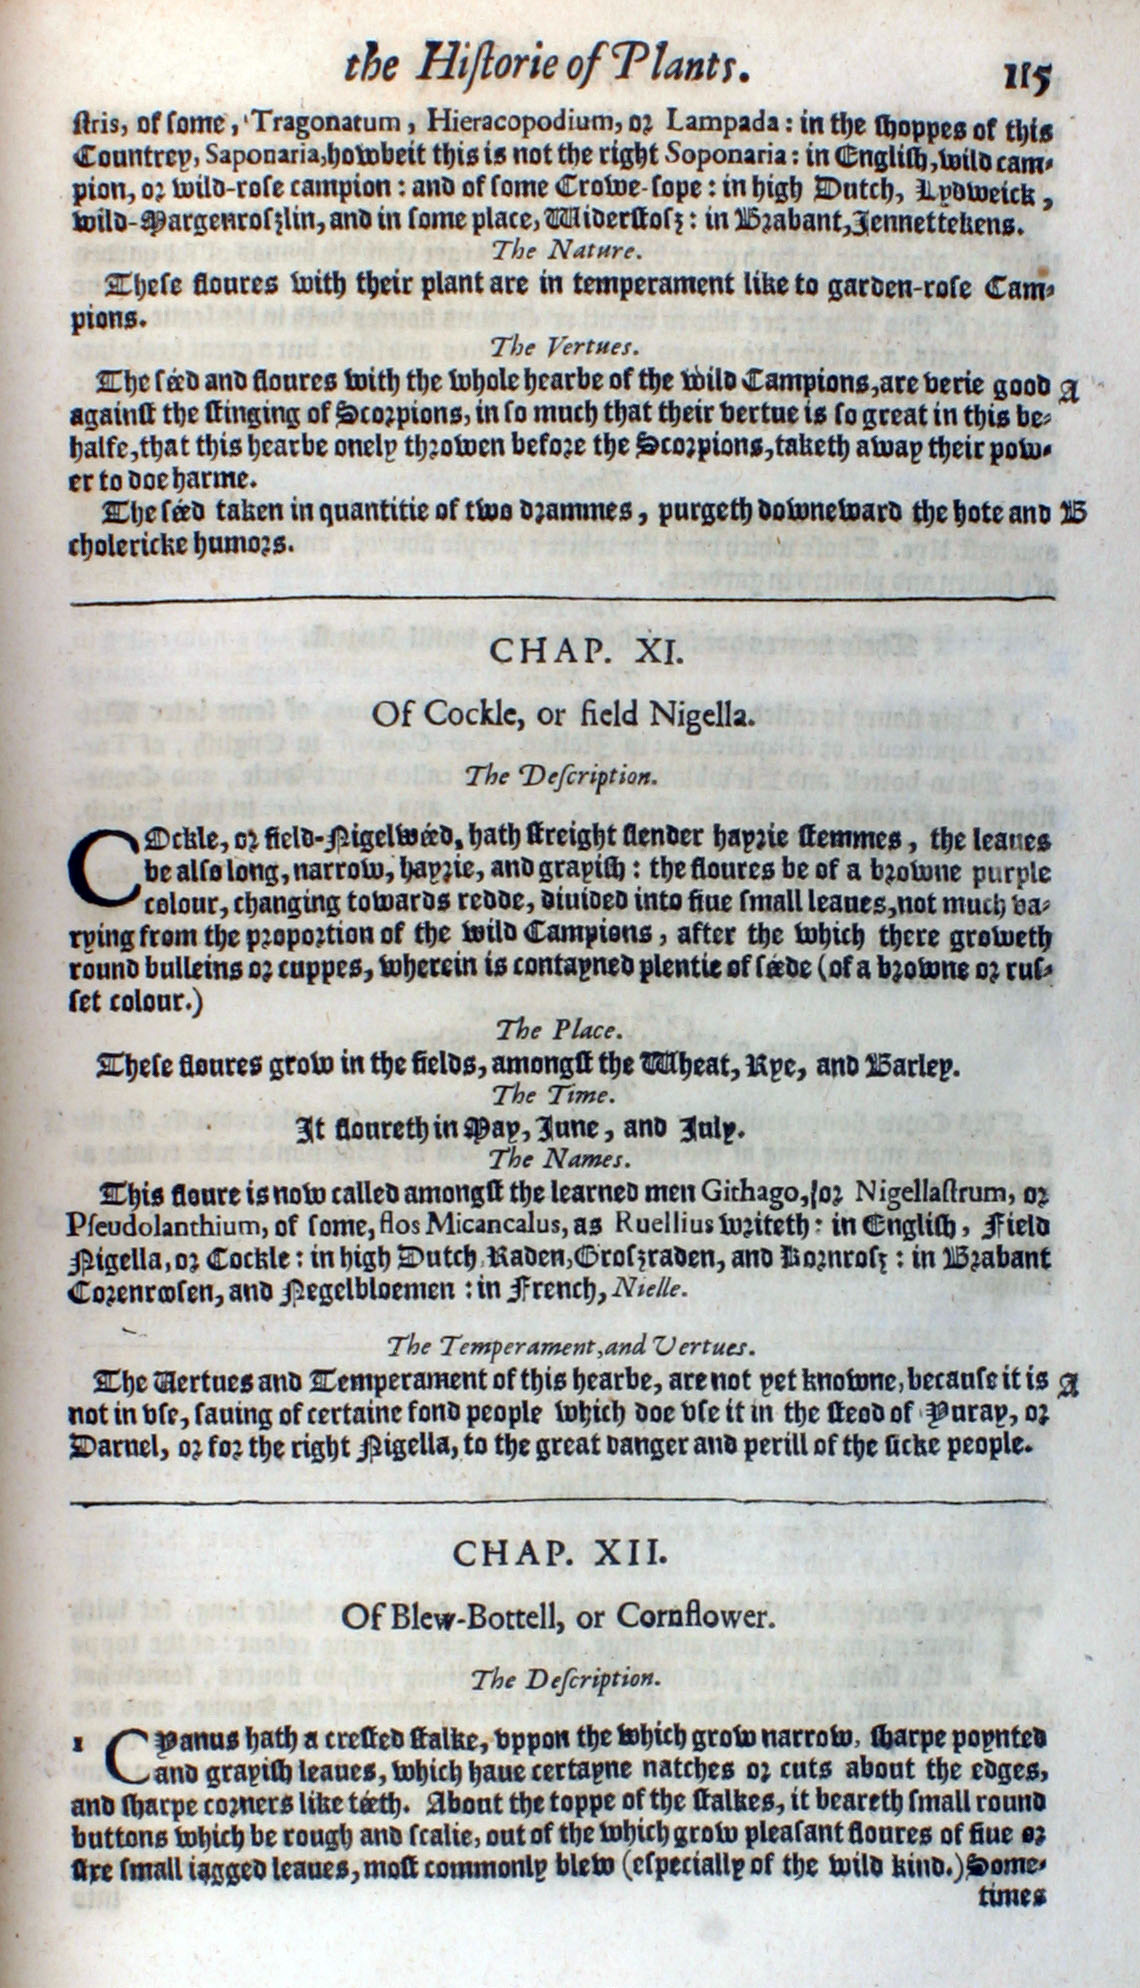 the Hiſtorie of Plants. 115
ſtris, of ſome, Tragonatum, Hieracopodium, or Lampada: in the ſhoppes of this
Countrey, Saponaria, howbeit this is not the right Soponaria: in Engliſh, wild cam-
pion, or wild-roſe campion: and of ſome Crowe-ſope: in high Dutch, Lydweick,
wild-Margenroſzlin, and in ſome place, Widerſtoſz: in Brabant, Jennettekens.
The Nature.
Theſe floures with their plant are in temperament like to garden-roſe Cam-
pions.
The Vertues.
The ſéed and floures with the whole hearbe of the wild Campions, are verie good A
againſt the ſtinging of Scorpions, in ſo much that their vertue is ſo great in this be-
halfe, that this hearbe onely throwen before the Scorpions, taketh away their pow-
er to doe harme.
The ſéed taken in quantitie of two drammes, purgeth downeward the hote and B
cholericke humors.
CHAP. XI.
Of Cockle, or field Nigella.
The Deſcription.
COckle, or field-Nigelwéed, hath ſtreight ſlender hayrie ſtemmes, the leaues
be alſo long, narrow, hayrie, and grayiſh: the floures be of a browne purple
colour, changing towards redde, diuided into fiue ſmall leaues, not much va-
rying from the proportion of the wild Campions, after the which there groweth
round bulleins or cuppes, wherein is contayned plentie of ſéede (of a browne or ruſ-
ſet colour.)
The Place.
Theſe floures grow in the fields, amongſt the Wheat, Rye, and Barley.
The Time.
It floureth in May, June, and July.
The Names.
This floure is now called amongſt the learned men Githago, or Nigellaſtrum, or
Pſeudolanthium, of ſome, flos Micancalus, as Ruellius writeth: in Engliſh, Field
Nigella, or Cockle: in high Dutch Raden, Groſzraden, and Kornroſz: in Brabant
Corenrooſen, and Negelbloemen: in French, Nielle.
The Temperament, and Vertues.
The Vertues and Temperament of this hearbe, are not yet knowne, becauſe it is A
not in vſe, ſauing of certaine fond people which doe vſe it in the ſtead of Yuray, or
Darnel, or for the right Nigella, to the great danger and perill of the ſicke people.
CHAP. XII.
Of Blew-Bottell, or Cornflower.
The Deſcription.
1 CYanus hath a creſted ſtalke, vppon the which grow narrow, ſharpe poynted
and grayiſh leaues, which haue certayne natches or cuts about the edges,
and ſharpe corners like téeth. About the toppe of the ſtalkes, it beareth ſmall round
buttons which be rough and ſcalie, out of the which grow pleaſant floures of fiue or
ſixe ſmall iagged leaues, moſt commonly blew (eſpecially of the wild kind.) Some-
times